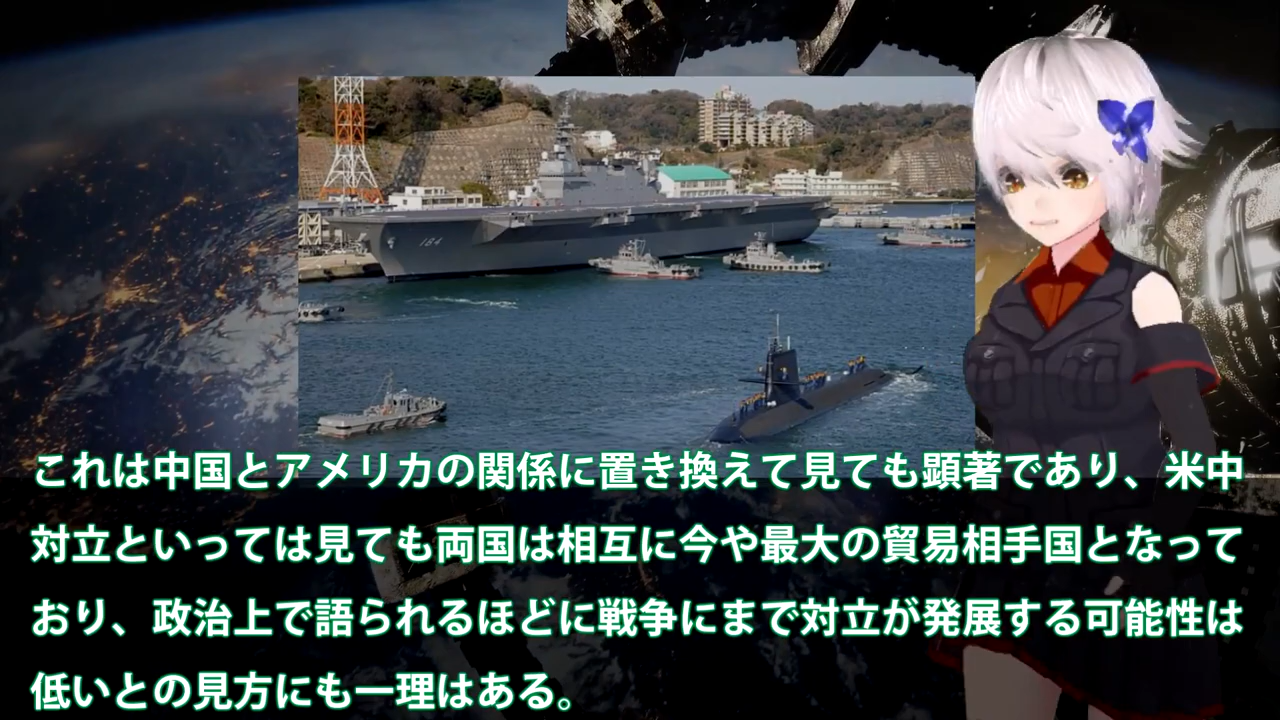 184
これは中国とアメリカの関係に置き換えて見ても顕著であり、米中
対立といっては見ても両国は相互に今や最大の貿易相手国となって
おり、政治上で語られるほどに戦争にまで対立が発展する可能性は
低いとの見方にも一理はある。